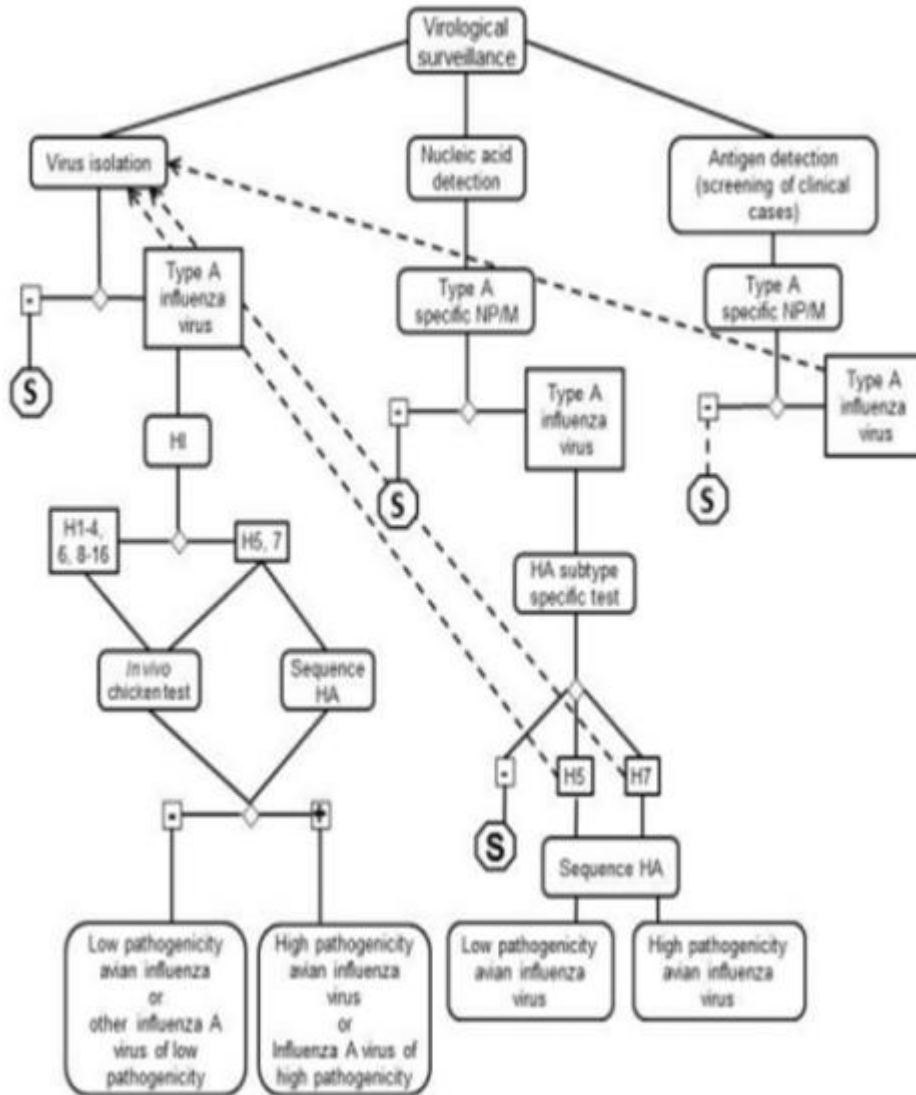 Virological
surveillance
Virus isolation
Nucleic acid
detection
Antigen detection
(screening of clinical
cases)
-
Type A
influenza
virus
Type A
specific NP/M
Type A
specific NP/M
S
-
Type A
influenza
virus
-
Type A
influenza
virus
HI
S
S
H1-4,
6, 8-16
H5, 7
HA subtype
specific test
In vivo
chicken test
Sequence
HA
-
H5
H7
-
+
S
Sequence HA
Low pathogenicity
avian influenza
or
other influenza A
virus of low
pathogenicity
High pathogenicity
avian influenza
virus
or
Influenza A virus of
high pathogenicity
Low pathogenicity
avian influenza
virus
High pathogenicity
avian influenza
virus